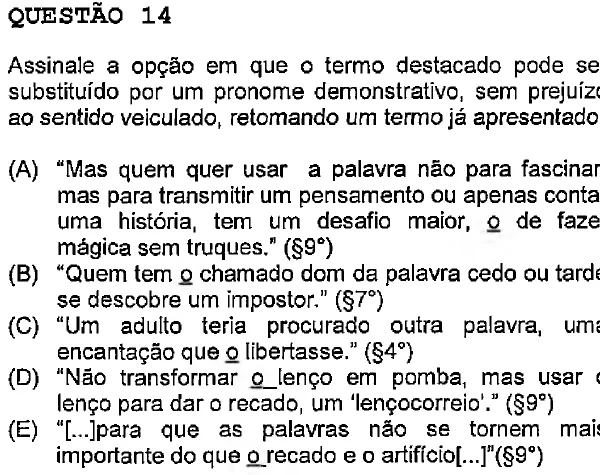 QUESTÃO 14
Assinale a opção em que o termo destacado pode se
substituído por um pronome demonstrativo, sem prejuízo
ao sentido veiculado, retomando um termo já apresentado
(A) "Mas quem quer usar a palavra não para fascinar
mas para transmitir um pensamento ou apenas conta
uma história, tem um desafio maior, o de faze
mágica sem truques." (§9°)
(B) "Quem tem o chamado dom da palavra cedo ou tarde
se descobre um impostor." (§7°)
(C) "Um adulto teria procurado outra palavra, uma
encantação que o libertasse." (§4°)
(D) "Não transformar o lenço em pomba, mas usar o
lenço para dar o recado, um 'lençocorreio'." (§9°)
(E) "[...]para que as palavras não se tornem mais
importante do que o recado e o artifício[...]"(§9°)